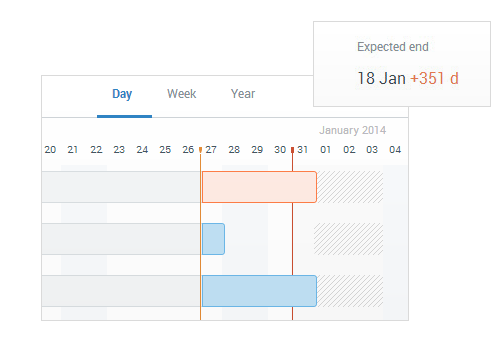 Expected end
18 Jan +351 d
Day Week Year
January 2014
20 21 22 23 24 25 26 27 28 29 30 31 01 02 03 04